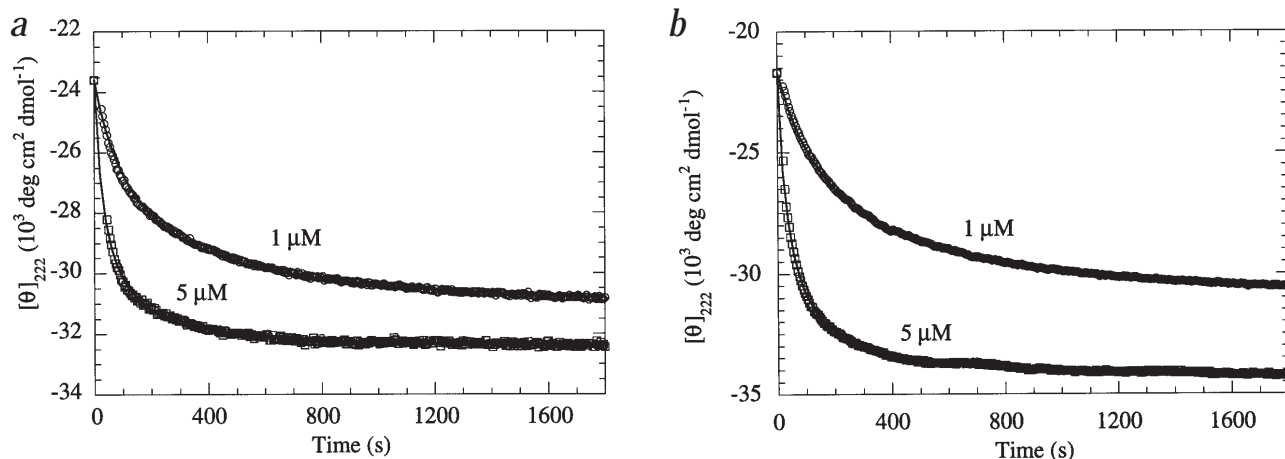 a
-22
-24
-26
-28
-30
-32
-34
[θ]222 (10³ deg cm² dmol⁻¹)
1 μM
5 μM
0 400 800 1200 1600
Time (s)
b
-20
-25
-30
-35
[θ]222 (10³ deg cm² dmol⁻¹)
1 μM
5 μM
0 400 800 1200 1600
Time (s)